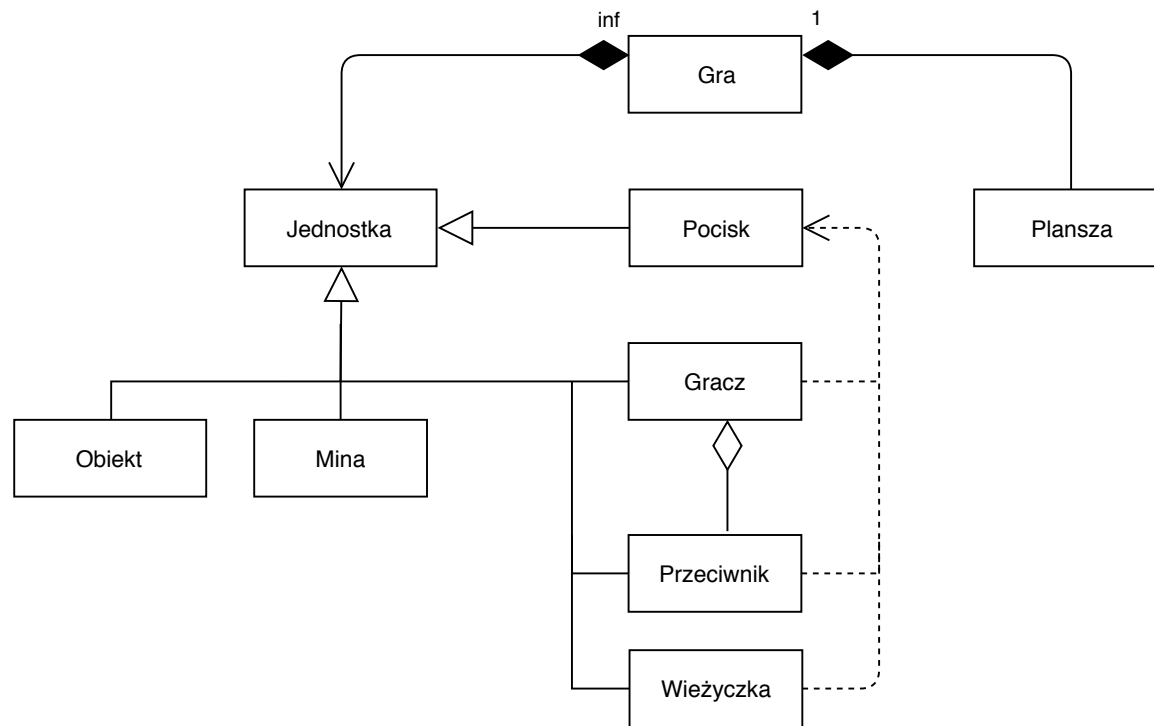 inf
1
Gra
Jednostka
Pocisk
Plansza
Gracz
Obiekt
Mina
Przeciwnik
Wieżyczka